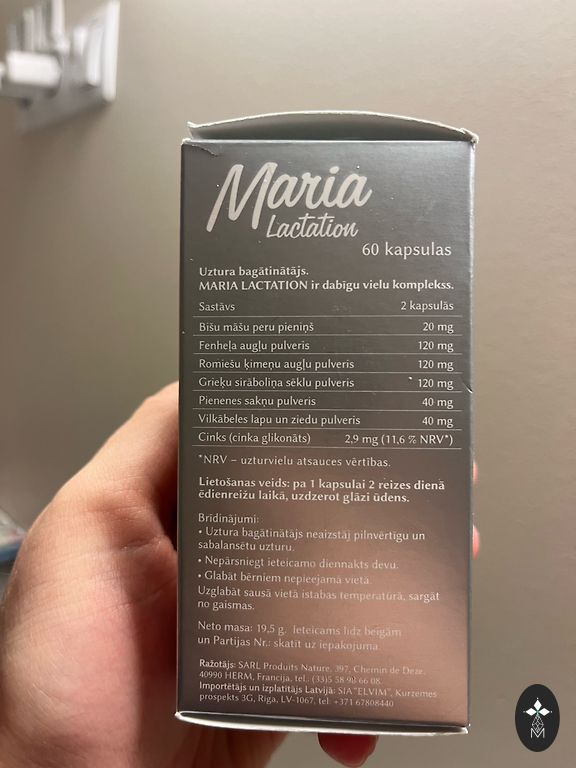 Maria
Lactation
60 kapsulas
Uztura bagātinātājs.
MARIA LACTATION ir dabīgu vielu komplekss.
Sastāvs 2 kapsulās
Bišu māšu peru pieniņš 20 mg
Fenheļa augļu pulveris 120 mg
Romiešu ķimeņu augļu pulveris 120 mg
Grieķu sirāboliņa sēklu pulveris 120 mg
Pienenes sakņu pulveris 40 mg
Vilkābeles lapu un ziedu pulveris 40 mg
Cinks (cinka glikonāts) 2,9 mg (11,6 % NRV*)
*NRV – uzturvielu atsauces vērtības.
Lietošanas veids: pa 1 kapsulai 2 reizes dienā
ēdienreižu laikā, uzdzerot glāzi ūdens.
Brīdinājumi:
• Uztura bagātinātājs neaizstāj pilnvērtīgu un
sabalansētu uzturu.
• Nepārsniegt ieteicamo diennakts devu.
• Glabāt bērniem nepieejamā vietā.
Uzglabāt sausā vietā istabas temperatūrā, sargāt
no gaismas.
Neto masa: 19,5 g. Ieteicams līdz beigām
un Partijas Nr.: skatīt uz iepakojuma.
Ražotājs: SARL Produits Nature, 397, Chemin de Deze,
40990 HERM, Francija, tel. (33)5 58 98 66 08.
Importētājs un izplatītājs Latvijā: SIA "ELVIM", Kurzemes
prospekts 3G, Rīga, LV-1067, tel. +371 67808440